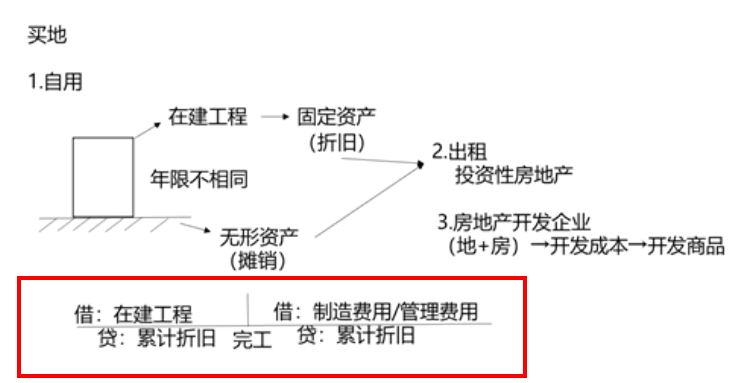 买地
1.自用
在建工程
固定资产
(折旧)
年限不相同
2.出租
投资性房地产
无形资产
(摊销)
3.房地产开发企业
(地+房)→开发成本→开发商品
借：在建工程
贷：累计折旧
完工
借：制造费用/管理费用
贷：累计折旧